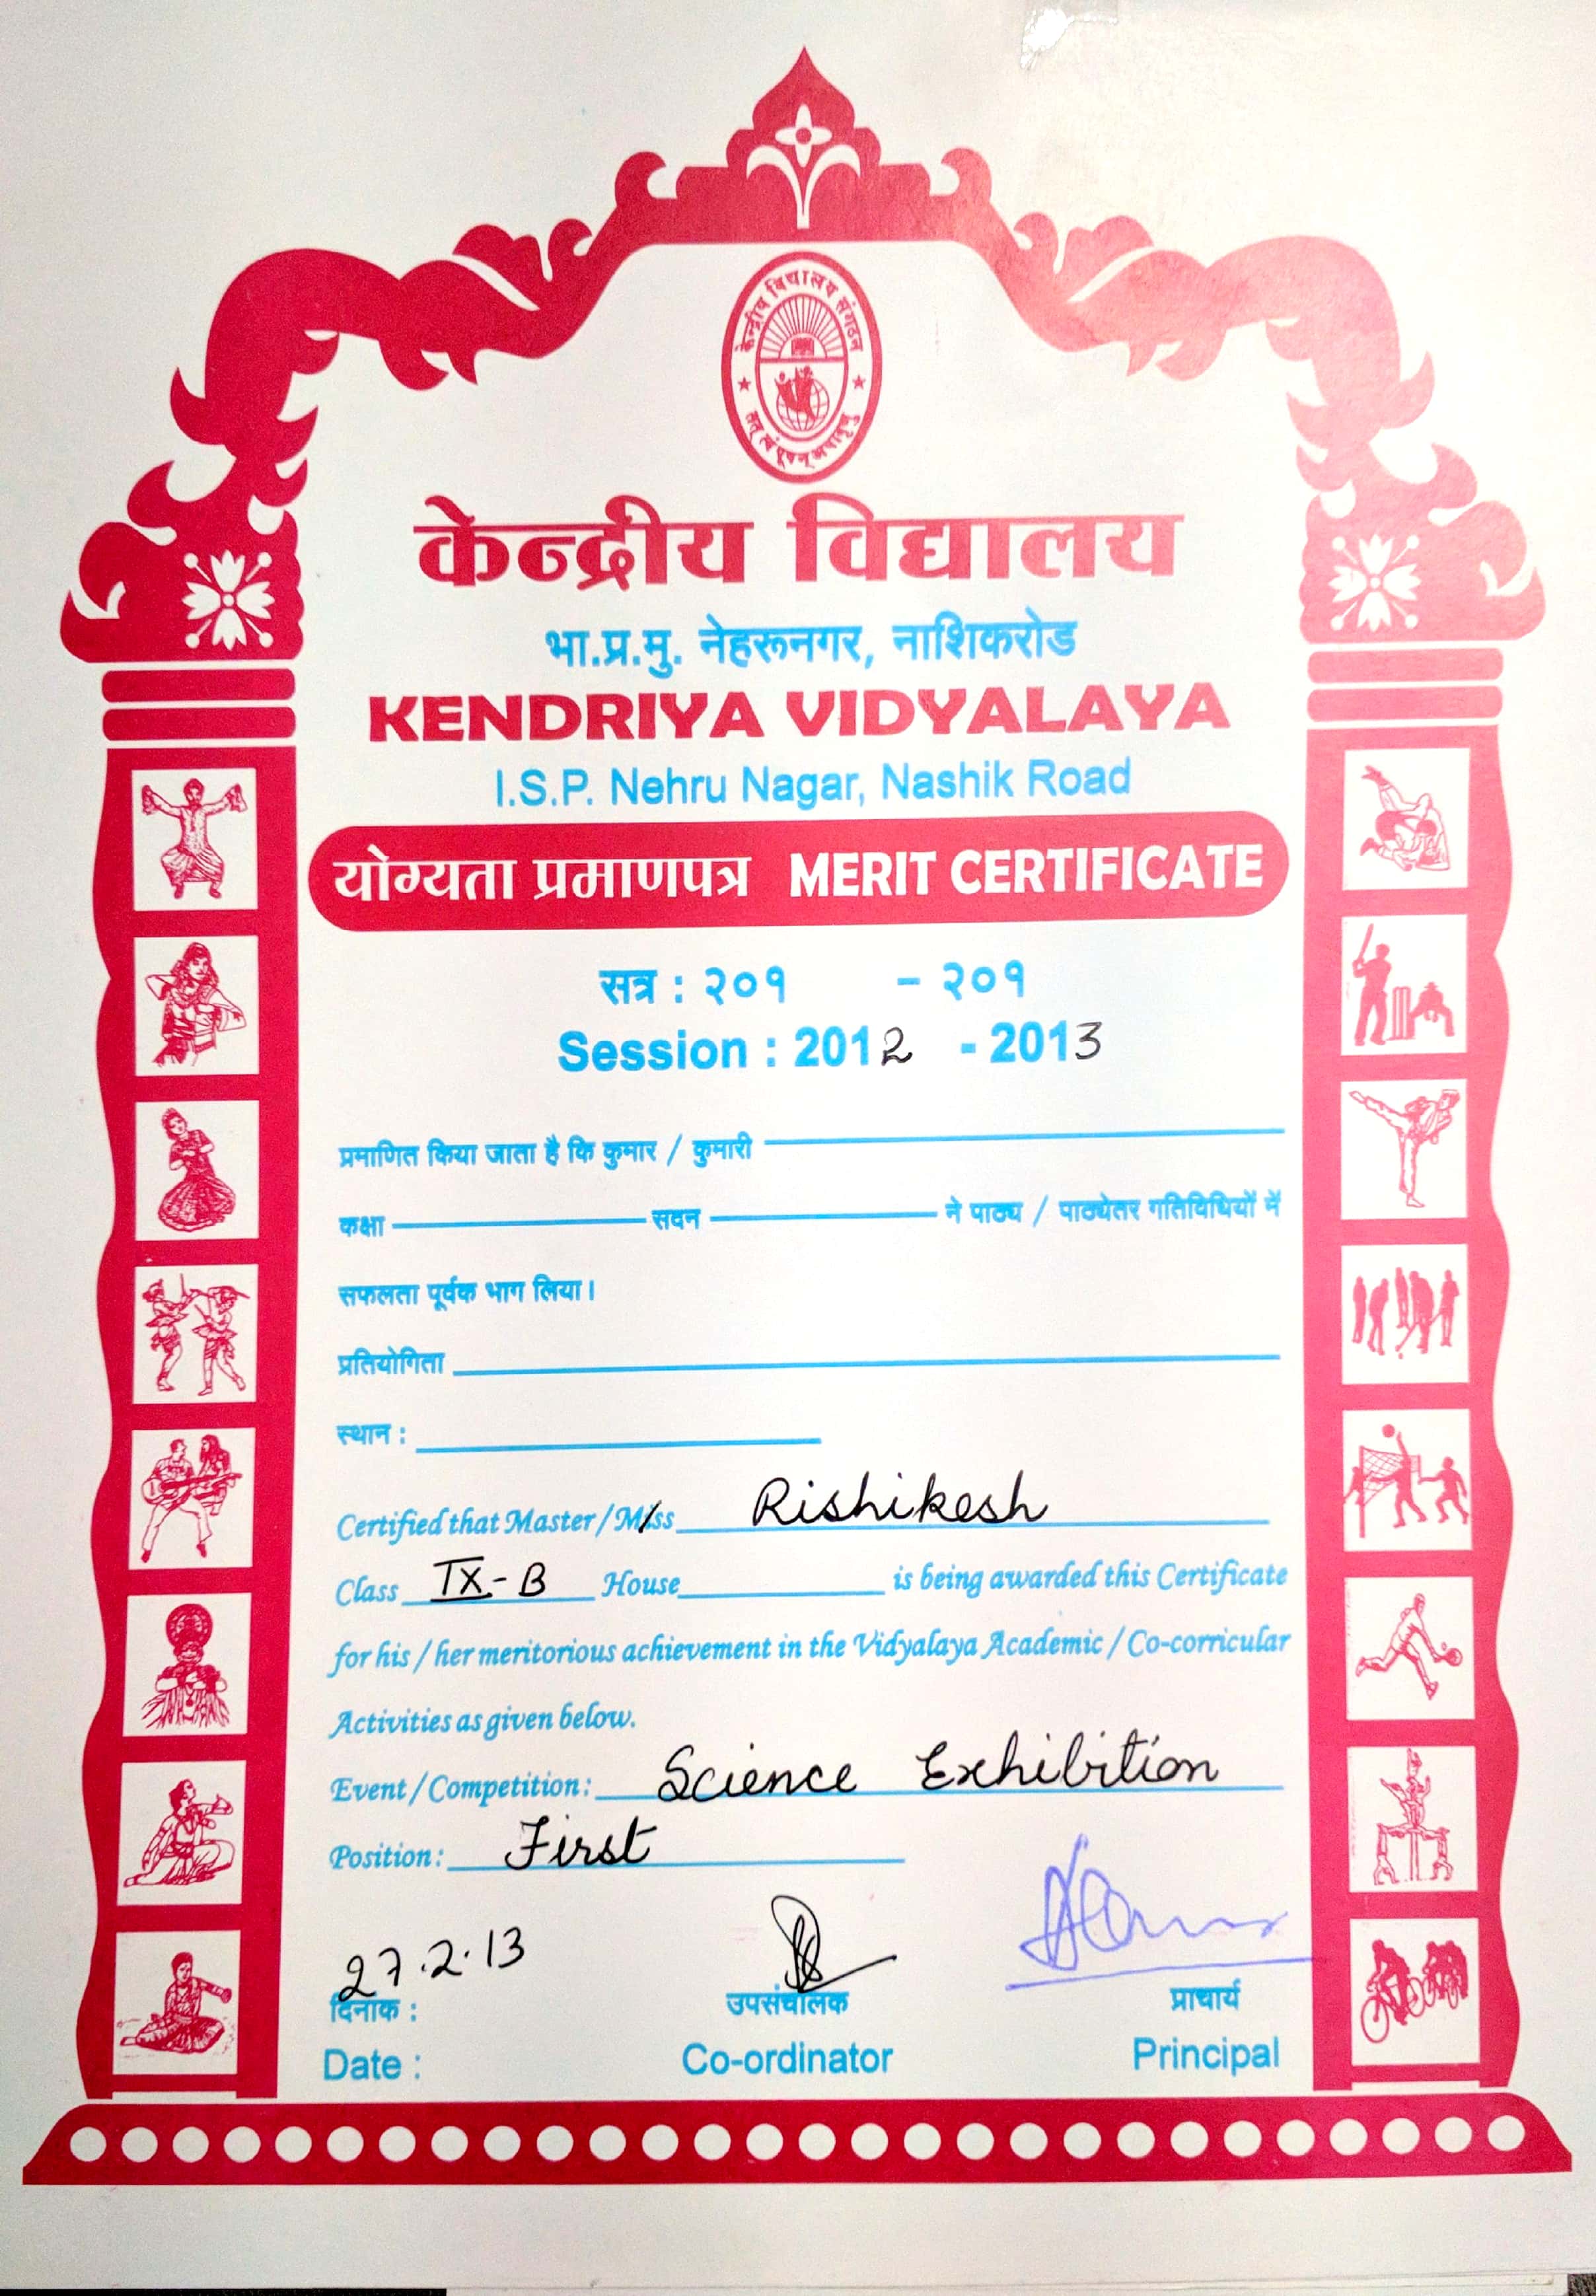 केन्द्रीय विद्यालय संगठन
तत् त्वं पूषन् अपावृणु
केन्द्रीय विद्यालय
भा.प्र.मु. नेहरूनगर, नाशिकरोड
KENDRIYA VIDYALAYA
I.S.P. Nehru Nagar, Nashik Road
योग्यता प्रमाणपत्र MERIT CERTIFICATE
सत्र : २०१ - २०१
Session : 2012 - 2013
प्रमाणित किया जाता है कि कुमार / कुमारी
कक्षा सदन ने पाठ्य / पाठ्येतर गतिविधियों में
सफलता पूर्वक भाग लिया।
प्रतियोगिता
स्थान :
Certified that Master / Miss Rishikesh
Class IX - B House is being awarded this Certificate
for his / her meritorious achievement in the Vidyalaya Academic / Co-corricular
Activities as given below.
Event / Competition: Science Exhibition
Position: First
27.2.13
दिनाक : उपसंचालक प्राचार्य
Date : Co-ordinator Principal